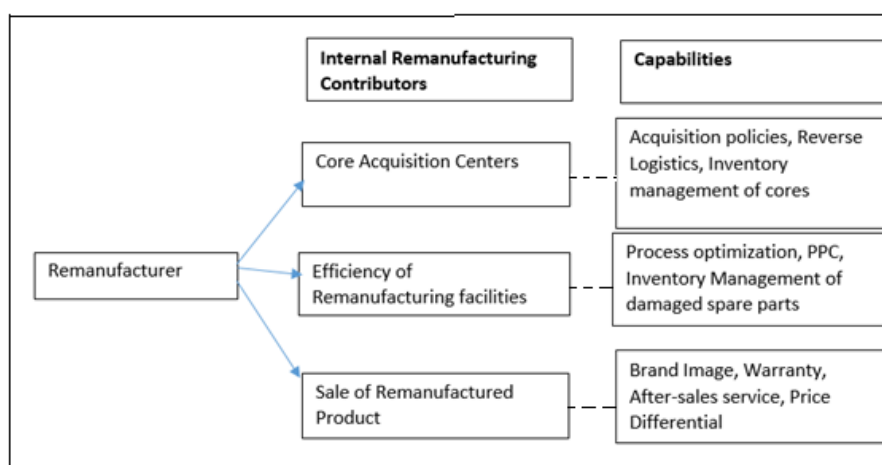 Internal Remanufacturing
Contributors
Capabilities
Core Acquisition Centers
Acquisition policies, Reverse
Logistics, Inventory
management of cores
Remanufacturer
Efficiency of
Remanufacturing facilities
Process optimization, PPC,
Inventory Management of
damaged spare parts
Sale of Remanufactured
Product
Brand Image, Warranty,
After-sales service, Price
Differential